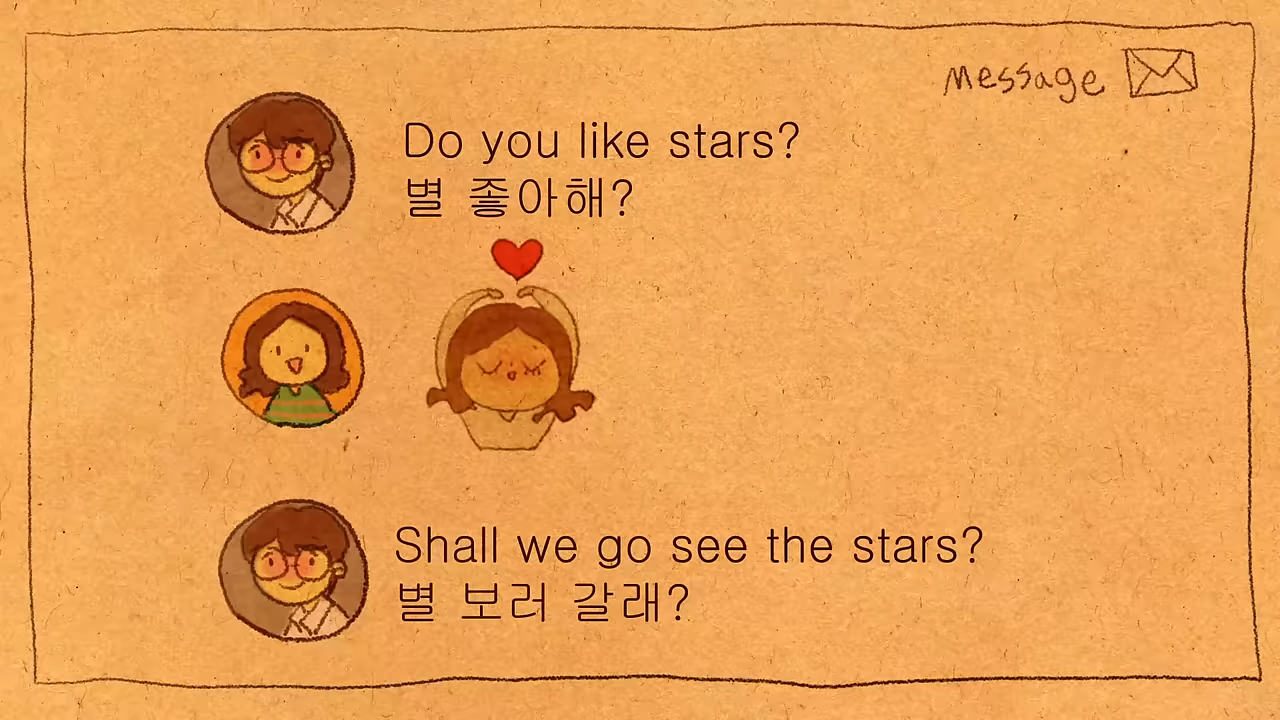 Message
Do you like stars?
별 좋아해?
Shall we go see the stars?
별 보러 갈래?